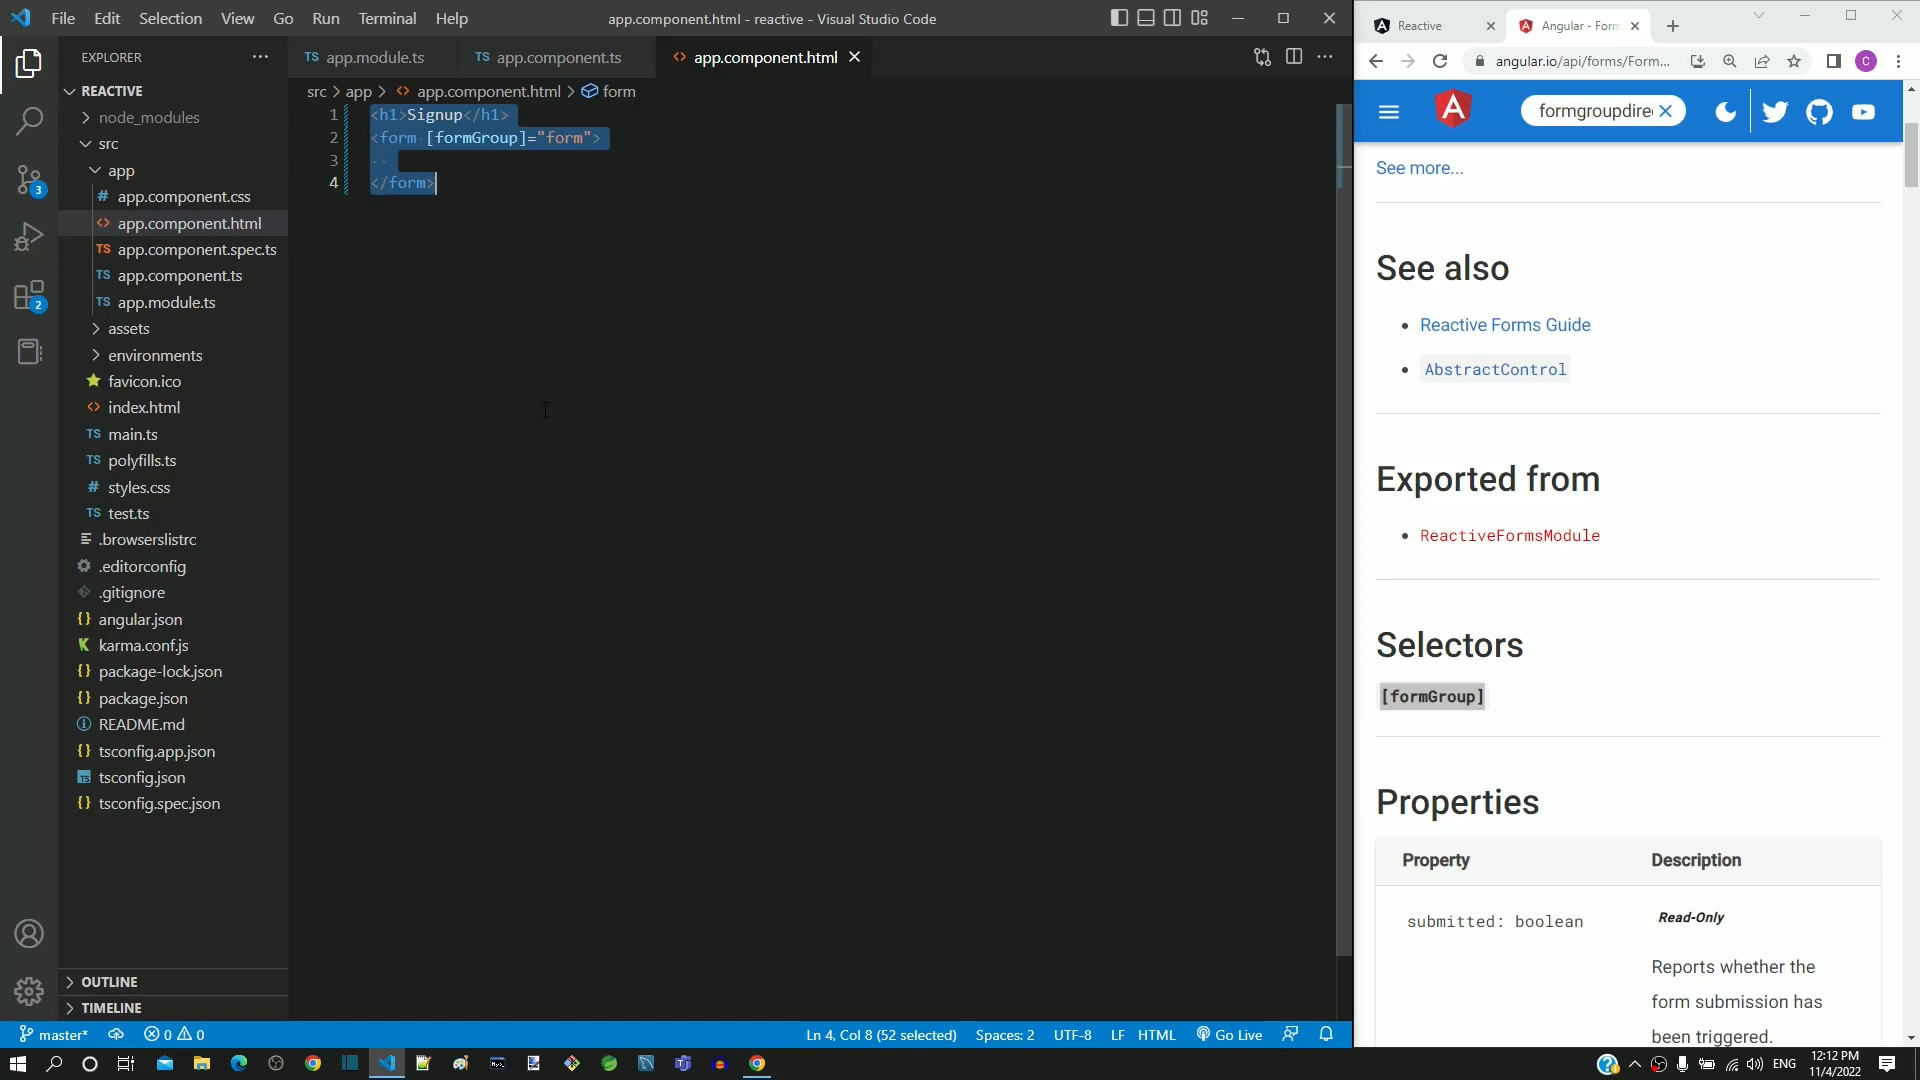 File Edit Selection View Go Run Terminal Help
app.component.html - reactive - Visual Studio Code
EXPLORER
REACTIVE
node_modules
src
app
app.component.css
app.component.html
app.component.spec.ts
app.component.ts
app.module.ts
assets
environments
favicon.ico
index.html
main.ts
polyfills.ts
styles.css
test.ts
.browserslistrc
.editorconfig
.gitignore
angular.json
karma.conf.js
package-lock.json
package.json
README.md
tsconfig.app.json
tsconfig.json
tsconfig.spec.json
OUTLINE
TIMELINE
3
2
TS app.module.ts
TS app.component.ts
app.component.html
src > app > app.component.html > form
1 <h1>Signup</h1>
2 <form [formGroup]="form">
3
4 </form>
master* 0 0
Ln 4, Col 8 (52 selected) Spaces: 2 UTF-8 LF HTML Go Live
Reactive
Angular - Form
angular.io/api/forms/Form...
C
formgroupdire
See more...
See also
Reactive Forms Guide
AbstractControl
Exported from
ReactiveFormsModule
Selectors
[formGroup]
Properties
Property Description
submitted: boolean
Read-Only
Reports whether the
form submission has
been triggered.
ENG
12:12 PM
11/4/2022